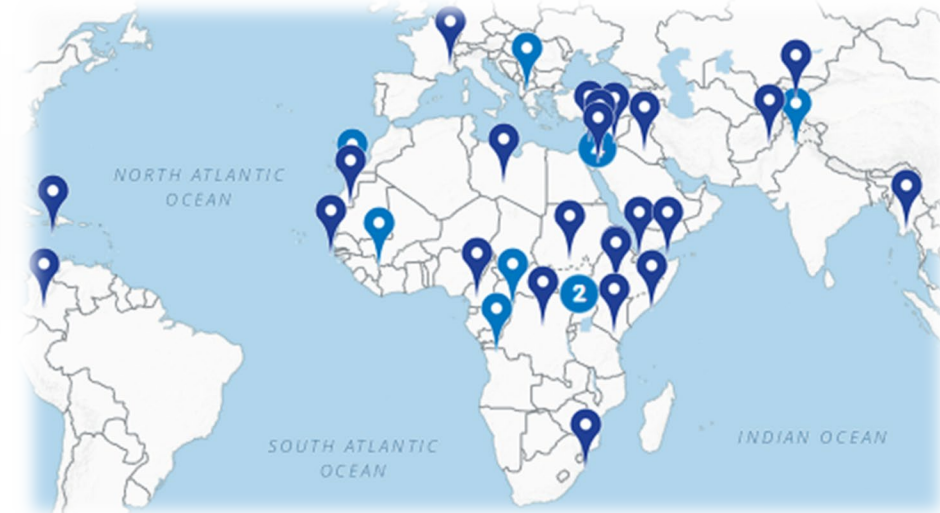 NORTH ATLANTIC
OCEAN
2
SOUTH ATLANTIC
OCEAN
INDIAN OCEAN